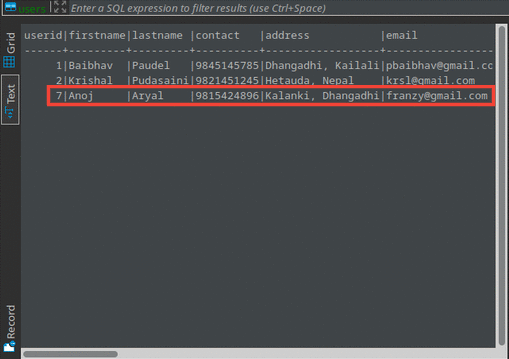 users Enter a SQL expression to filter results (use Ctrl+Space)
Grid
Text
Record
userid|firstname|lastname|contact |address |email
------+---------+--------+----------+------------------+----------------
1|Baibhav |Paudel |9845145785|Dhangadhi, Kailali|pbaibhav@gmail.cc
2|Krishal |Pudasaini|9821451245|Hetauda, Nepal |krsl@gmail.com
7|Anoj |Aryal |9815424896|Kalanki, Dhangadhi|franzy@gmail.com